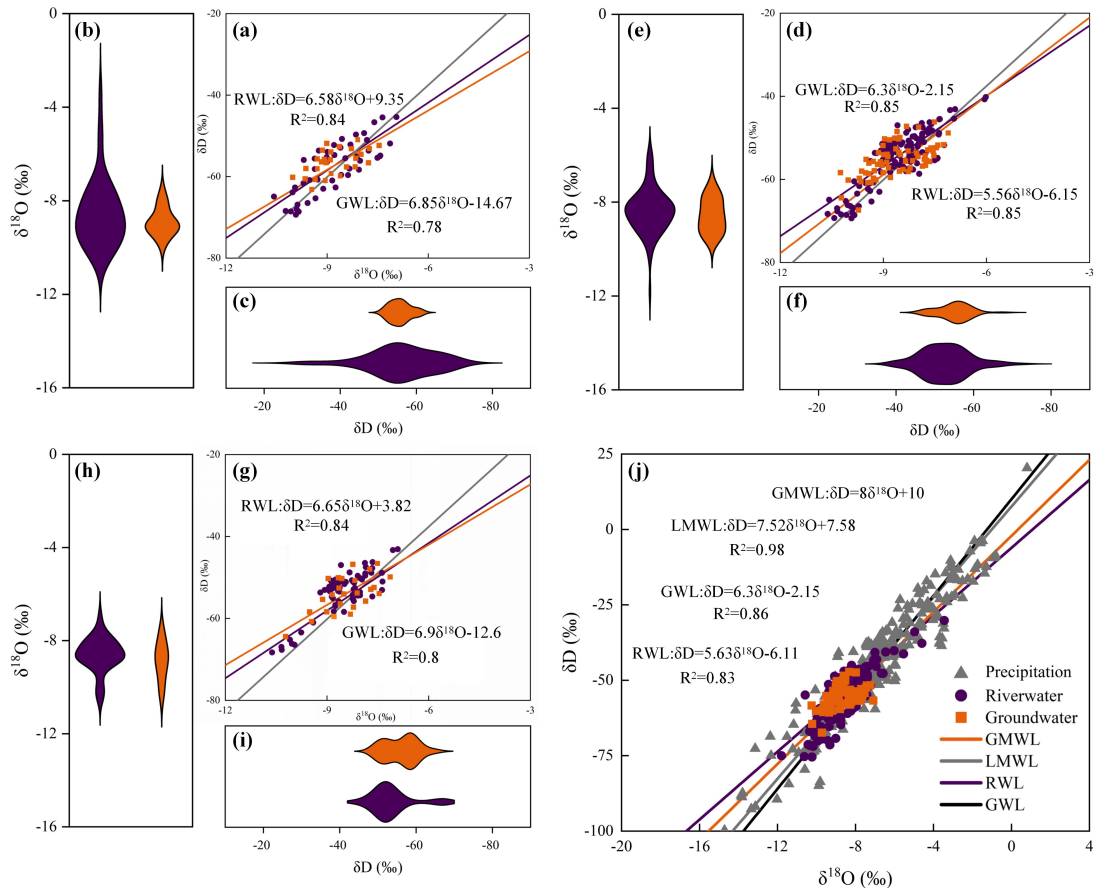 (b)
0
-4
-8
-12
-16
δ¹⁸O (‰)
(a)
-20
-40
-60
-80
δD (‰)
RWL:δD=6.58δ¹⁸O+9.35
R²=0.84
GWL:δD=6.85δ¹⁸O-14.67
R²=0.78
-12 -9 -6 -3
δ¹⁸O (‰)
(c)
-20 -40 -60 -80
δD (‰)
(e)
0
-4
-8
-12
-16
δ¹⁸O (‰)
(d)
-20
-40
-60
-80
δD (‰)
GWL:δD=6.3δ¹⁸O-2.15
R²=0.85
RWL:δD=5.56δ¹⁸O-6.15
R²=0.85
-12 -9 -6 -3
(f)
-20 -40 -60 -80
δD (‰)
(h)
0
-4
-8
-12
-16
δ¹⁸O (‰)
(g)
-20
-40
-60
-80
δD (‰)
RWL:δD=6.65δ¹⁸O+3.82
R²=0.84
GWL:δD=6.9δ¹⁸O-12.6
R²=0.8
-12 -9 -6 -3
δ¹⁸O (‰)
(i)
-20 -40 -60 -80
δD (‰)
(j)
25
0
-25
-50
-75
-100
δD (‰)
GMWL:δD=8δ¹⁸O+10
LMWL:δD=7.52δ¹⁸O+7.58
R²=0.98
GWL:δD=6.3δ¹⁸O-2.15
R²=0.86
RWL:δD=5.63δ¹⁸O-6.11
R²=0.83
Precipitation
Riverwater
Groundwater
GMWL
LMWL
RWL
GWL
-20 -16 -12 -8 -4 0 4
δ¹⁸O (‰)